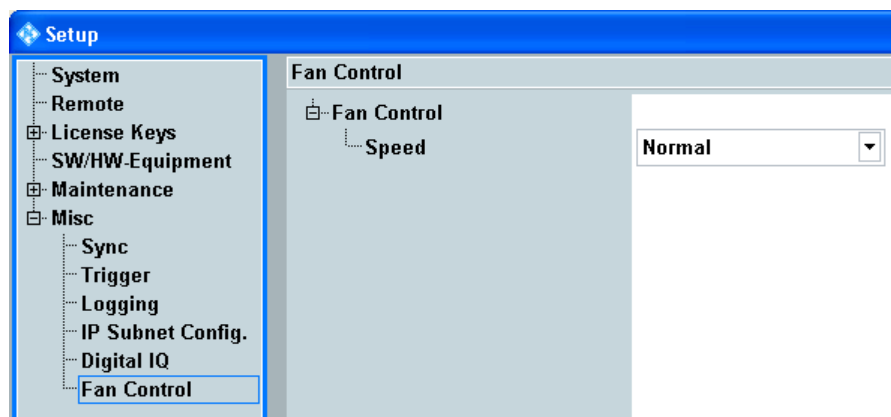 Setup
System
Remote
License Keys
SW/HW-Equipment
Maintenance
Misc
Sync
Trigger
Logging
IP Subnet Config.
Digital IQ
Fan Control
Fan Control
Fan Control
Speed
Normal